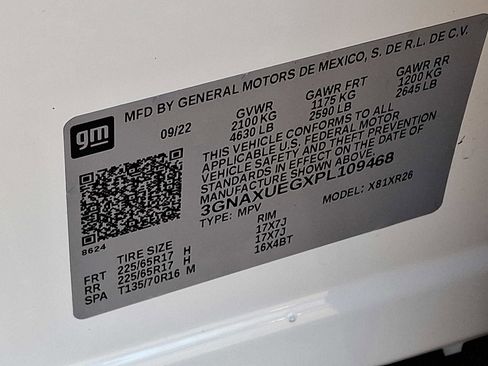 gm
MFD BY GENERAL MOTORS DE MEXICO, S. DE R.L. DE C.V.
09/22 GVWR GAWR FRT GAWR RR
2100 KG 1175 KG 1200 KG
4630 LB 2590 LB 2645 LB
THIS VEHICLE CONFORMS TO ALL
APPLICABLE U.S. FEDERAL MOTOR
VEHICLE SAFETY AND THEFT PREVENTION
STANDARDS IN EFFECT ON THE DATE OF
MANUFACTURE SHOWN ABOVE.
3GNAXUEGXPL109468
TYPE: MPV MODEL: X81XR26
8624
TIRE SIZE RIM
FRT 225/65R17 H 17X7J
RR 225/65R17 H 17X7J
SPA T135/70R16 M 16X4BT